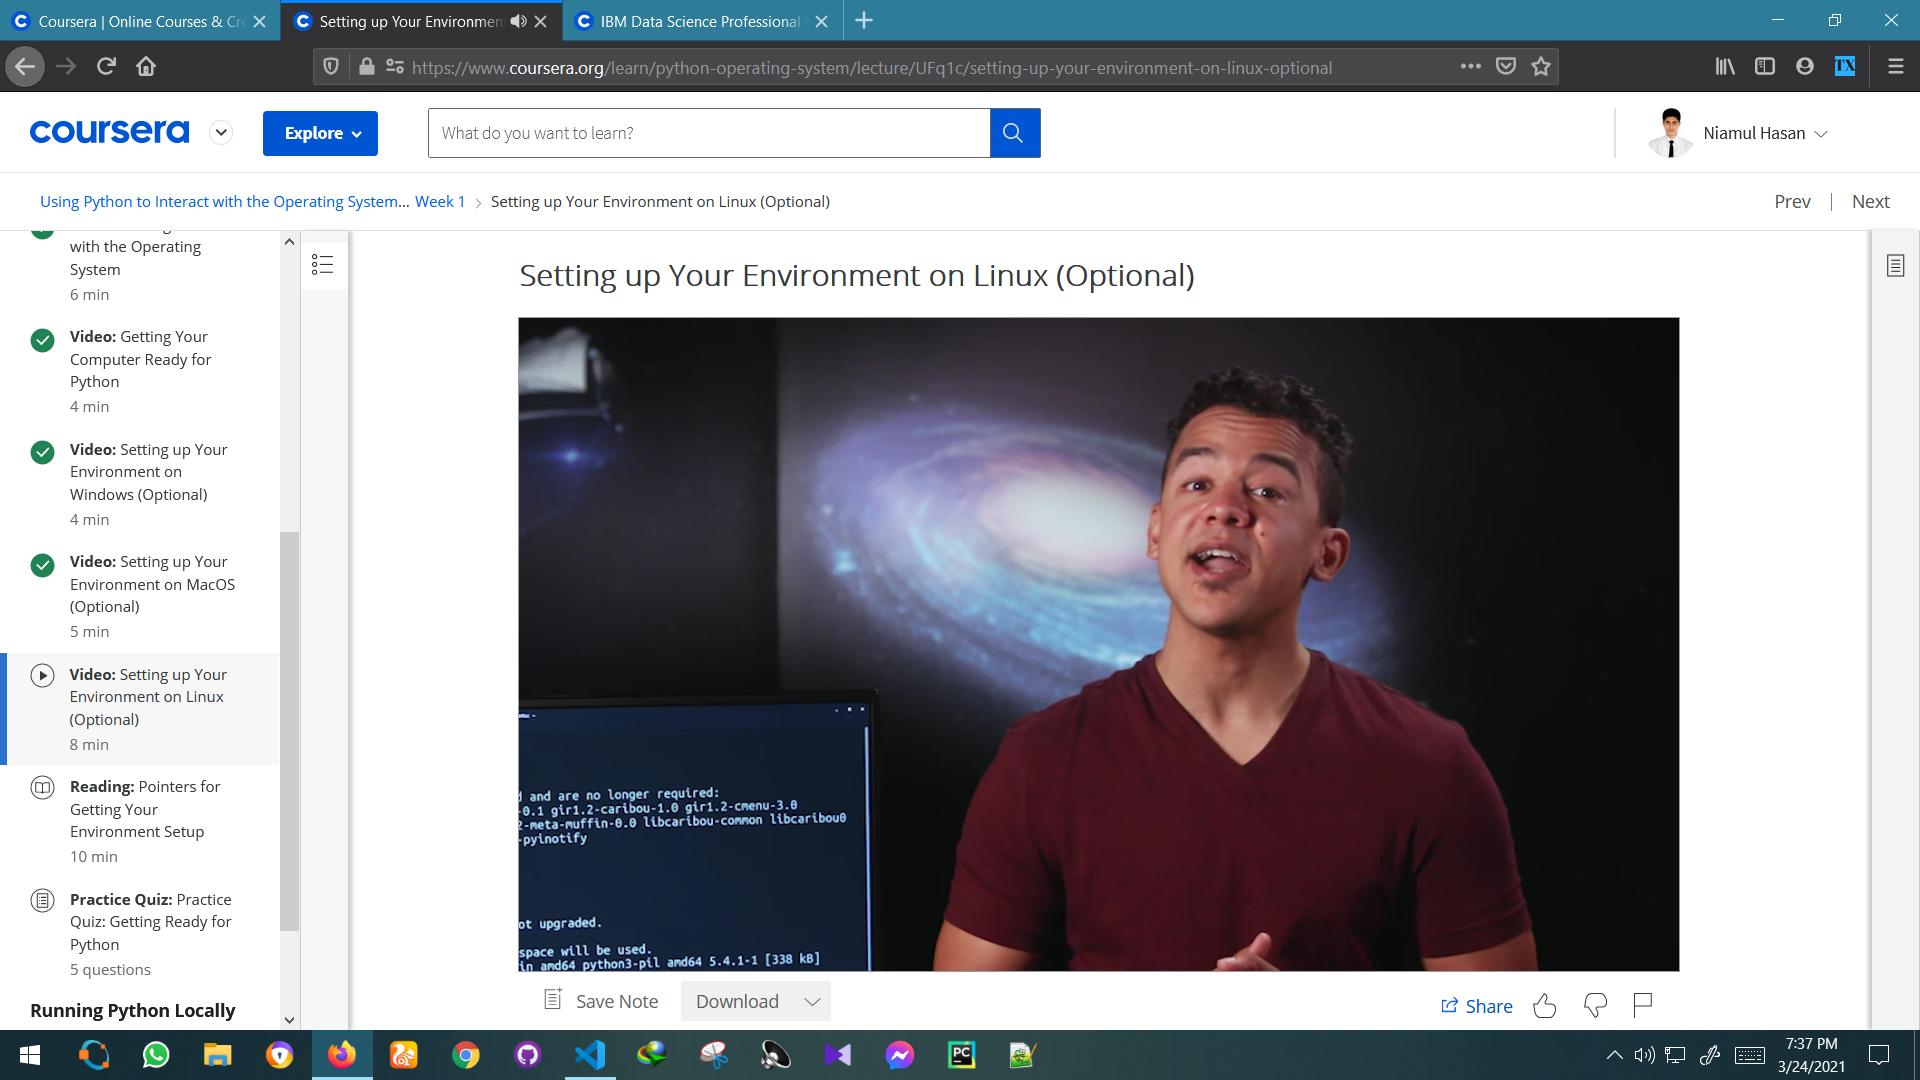 Coursera | Online Courses & Cre
Setting up Your Environmen
IBM Data Science Professional
https://www.coursera.org/learn/python-operating-system/lecture/UFq1c/setting-up-your-environment-on-linux-optional
TX
coursera
Explore
What do you want to learn?
Niamul Hasan
Using Python to Interact with the Operating System... Week 1 > Setting up Your Environment on Linux (Optional)
Prev | Next
with the Operating
System
6 min
Video: Getting Your
Computer Ready for
Python
4 min
Video: Setting up Your
Environment on
Windows (Optional)
4 min
Video: Setting up Your
Environment on MacOS
(Optional)
5 min
Video: Setting up Your
Environment on Linux
(Optional)
8 min
Reading: Pointers for
Getting Your
Environment Setup
10 min
Practice Quiz: Practice
Quiz: Getting Ready for
Python
5 questions
Running Python Locally
Setting up Your Environment on Linux (Optional)
and are no longer required:
-0.1 gir1.2-caribou-1.0 gir1.2-cmenu-3.0
2-meta-muffin-0.0 libcaribou-common libcaribou0
-pyinotify
ot upgraded.
space will be used.
in amd64 python3-pil amd64 5.4.1-1 [338 kB]
Save Note
Download
Share
PC
7:37 PM
3/24/2021